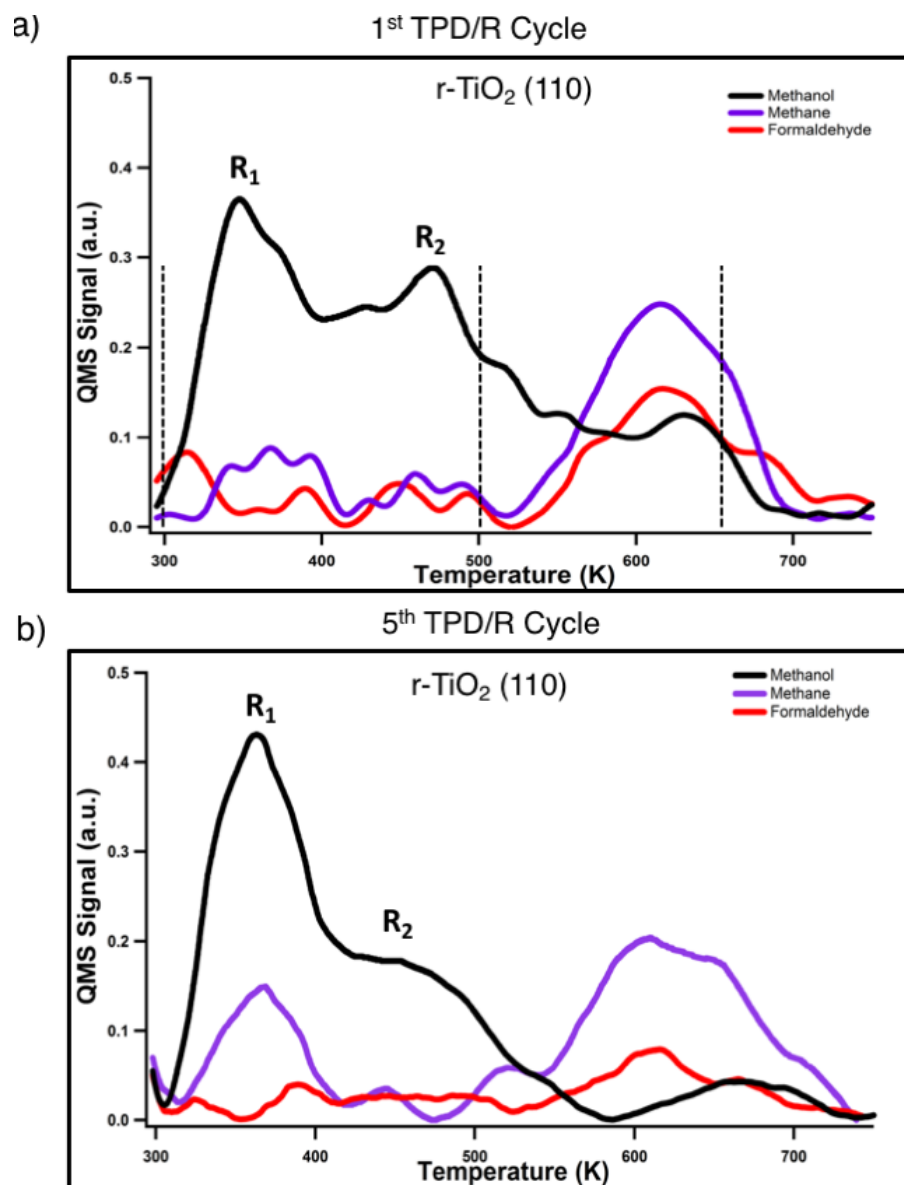 a)
1st TPD/R Cycle
r-TiO2 (110)
Methanol
Methane
Formaldehyde
R1
R2
QMS Signal (a.u.)
0.5
0.4
0.3
0.2
0.1
0.0
300 400 500 600 700
Temperature (K)
b)
5th TPD/R Cycle
r-TiO2 (110)
Methanol
Methane
Formaldehyde
R1
R2
QMS Signal (a.u.)
0.5
0.4
0.3
0.2
0.1
0.0
300 400 500 600 700
Temperature (K)